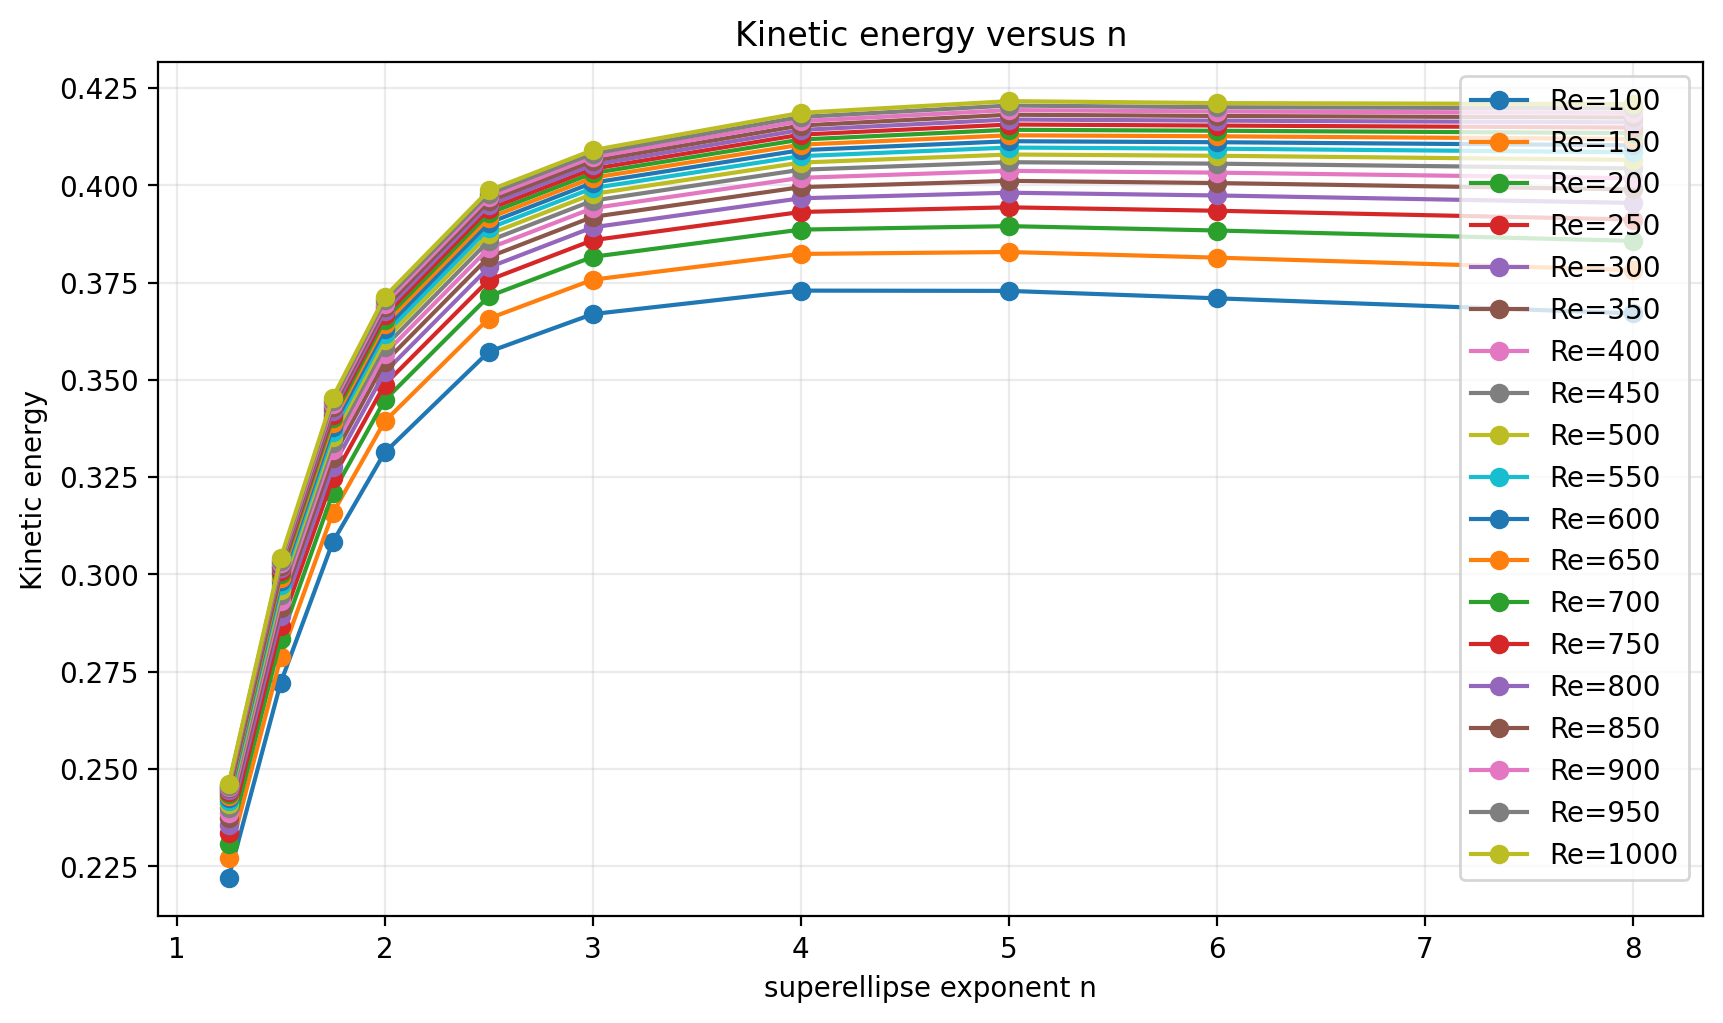 Kinetic energy versus n
Kinetic energy
0.425
0.400
0.375
0.350
0.325
0.300
0.275
0.250
0.225
1 2 3 4 5 6 7 8
superellipse exponent n
Re=100
Re=150
Re=200
Re=250
Re=300
Re=350
Re=400
Re=450
Re=500
Re=550
Re=600
Re=650
Re=700
Re=750
Re=800
Re=850
Re=900
Re=950
Re=1000